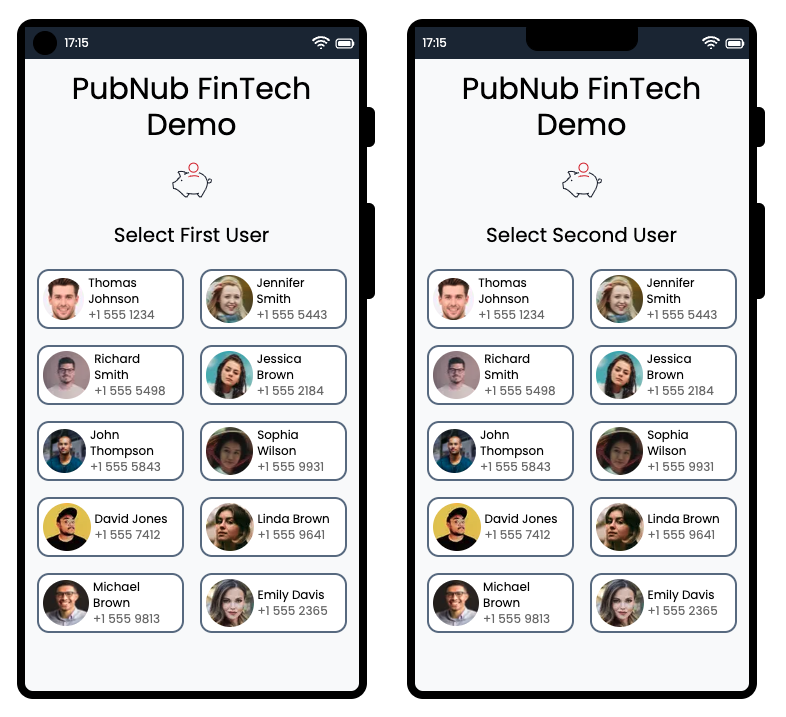 17:15
PubNub FinTech
Demo
Select First User
Thomas
Johnson
+1 555 1234
Jennifer
Smith
+1 555 5443
Richard
Smith
+1 555 5498
Jessica
Brown
+1 555 2184
John
Thompson
+1 555 5843
Sophia
Wilson
+1 555 9931
David Jones
+1 555 7412
Linda Brown
+1 555 9641
Michael
Brown
+1 555 9813
Emily Davis
+1 555 2365
17:15
PubNub FinTech
Demo
Select Second User
Thomas
Johnson
+1 555 1234
Jennifer
Smith
+1 555 5443
Richard
Smith
+1 555 5498
Jessica
Brown
+1 555 2184
John
Thompson
+1 555 5843
Sophia
Wilson
+1 555 9931
David Jones
+1 555 7412
Linda Brown
+1 555 9641
Michael
Brown
+1 555 9813
Emily Davis
+1 555 2365